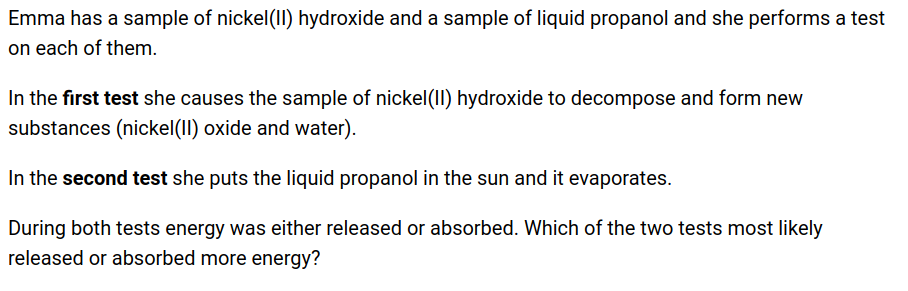 Emma has a sample of nickel(II) hydroxide and a sample of liquid propanol and she performs a test
on each of them.
In the first test she causes the sample of nickel(II) hydroxide to decompose and form new
substances (nickel(II) oxide and water).
In the second test she puts the liquid propanol in the sun and it evaporates.
During both tests energy was either released or absorbed. Which of the two tests most likely
released or absorbed more energy?